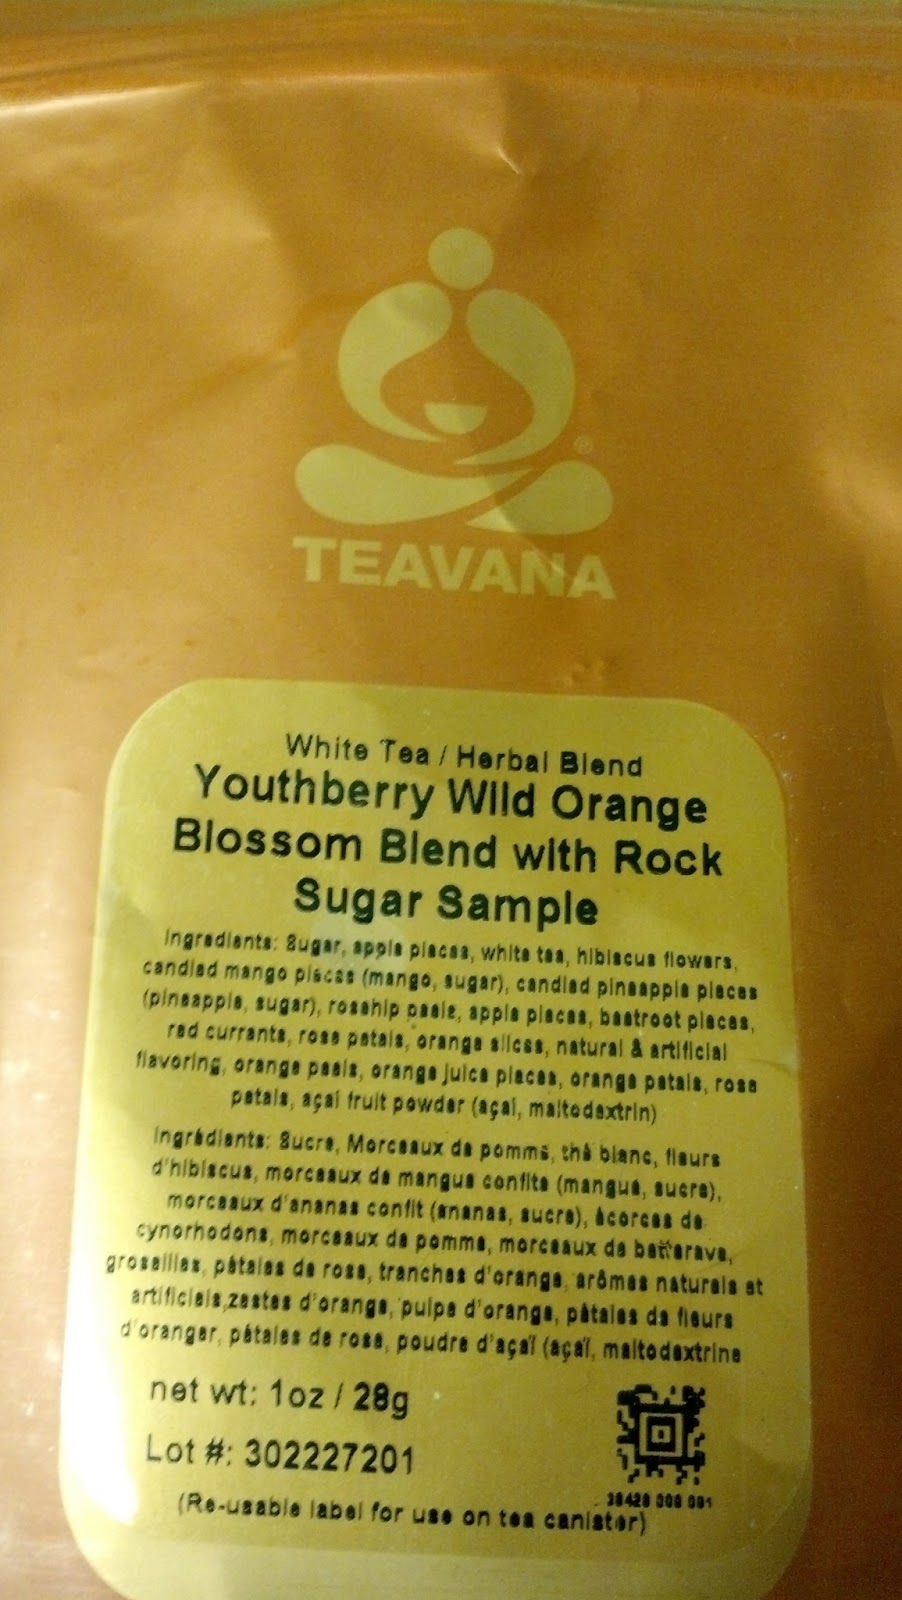 ®
TEAVANA
White Tea / Herbal Blend
Youthberry Wild Orange
Blossom Blend with Rock
Sugar Sample
Ingredients: Sugar, apple pieces, white tea, hibiscus flowers,
candied mango pieces (mango, sugar), candied pineapple pieces
(pineapple, sugar), rosehip peels, apple pieces, beetroot pieces,
red currants, rose petals, orange slices, natural & artificial
flavoring, orange peels, orange juice pieces, orange petals, rose
petals, açai fruit powder (açai, maltodextrin)
Ingrédients: Sucre, Morceaux de pomme, thé blanc, fleurs
d'hibiscus, morceaux de mangue confits (mangue, sucre),
morceaux d'ananas confit (ananas, sucre), écorces de
cynorhodons, morceaux de pomme, morceaux de betterave,
groseilles, pétales de rose, tranches d'orange, arômes naturels et
artificiels,zestes d'orange, pulpe d'orange, pétales de fleurs
d'oranger, pétales de rose, poudre d'açaï (açaï, maltodextrine
net wt: 1oz / 28g
Lot #: 302227201
(Re-usable label for use on tea canister)